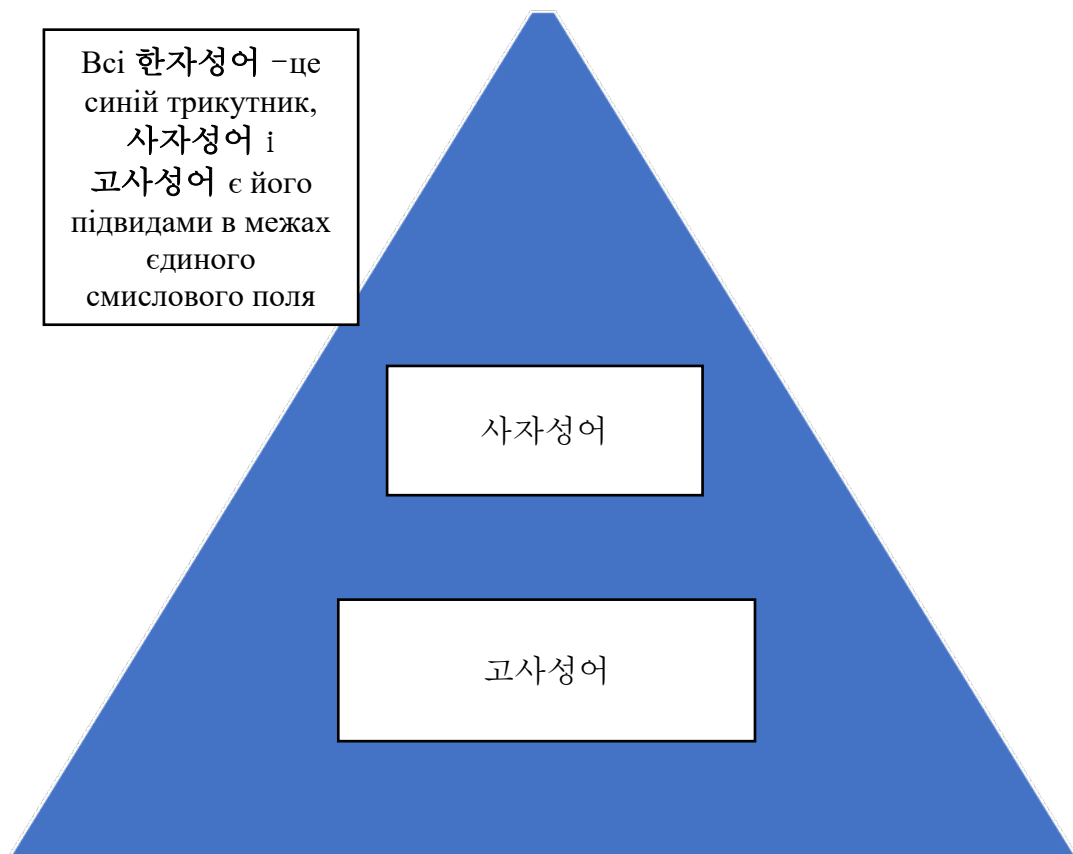 Всі 한자성어 –це
синій трикутник,
사자성어 і
고사성어 є його
підвидами в межах
єдиного
смислового поля
사자성어
고사성어